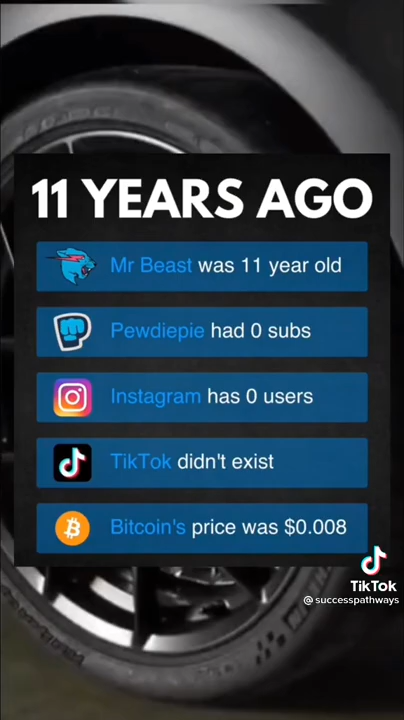 11 YEARS AGO
Mr Beast was 11 year old
Pewdiepie had 0 subs
Instagram has 0 users
TikTok didn't exist
Bitcoin's price was $0.008
TikTok
@ successpathways